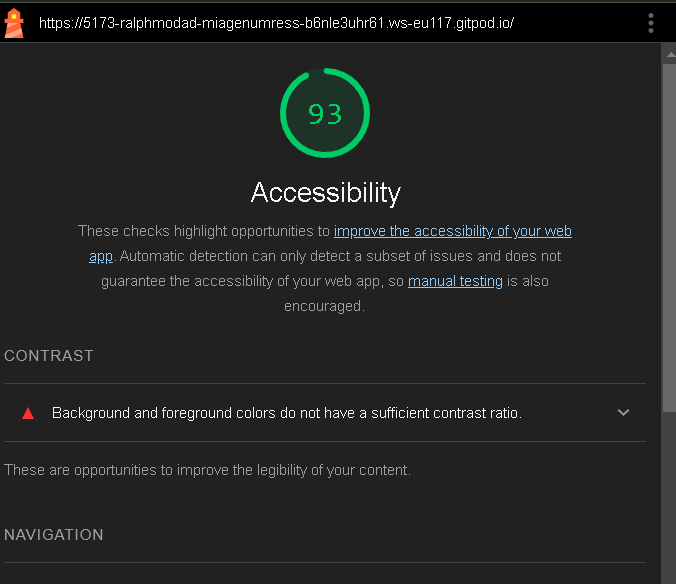 https://5173-ralphmodad-miagenumress-b6nle3uhr61.ws-eu117.gitpod.io/
93
Accessibility
These checks highlight opportunities to improve the accessibility of your web
app. Automatic detection can only detect a subset of issues and does not
guarantee the accessibility of your web app, so manual testing is also
encouraged.
CONTRAST
Background and foreground colors do not have a sufficient contrast ratio.
These are opportunities to improve the legibility of your content.
NAVIGATION